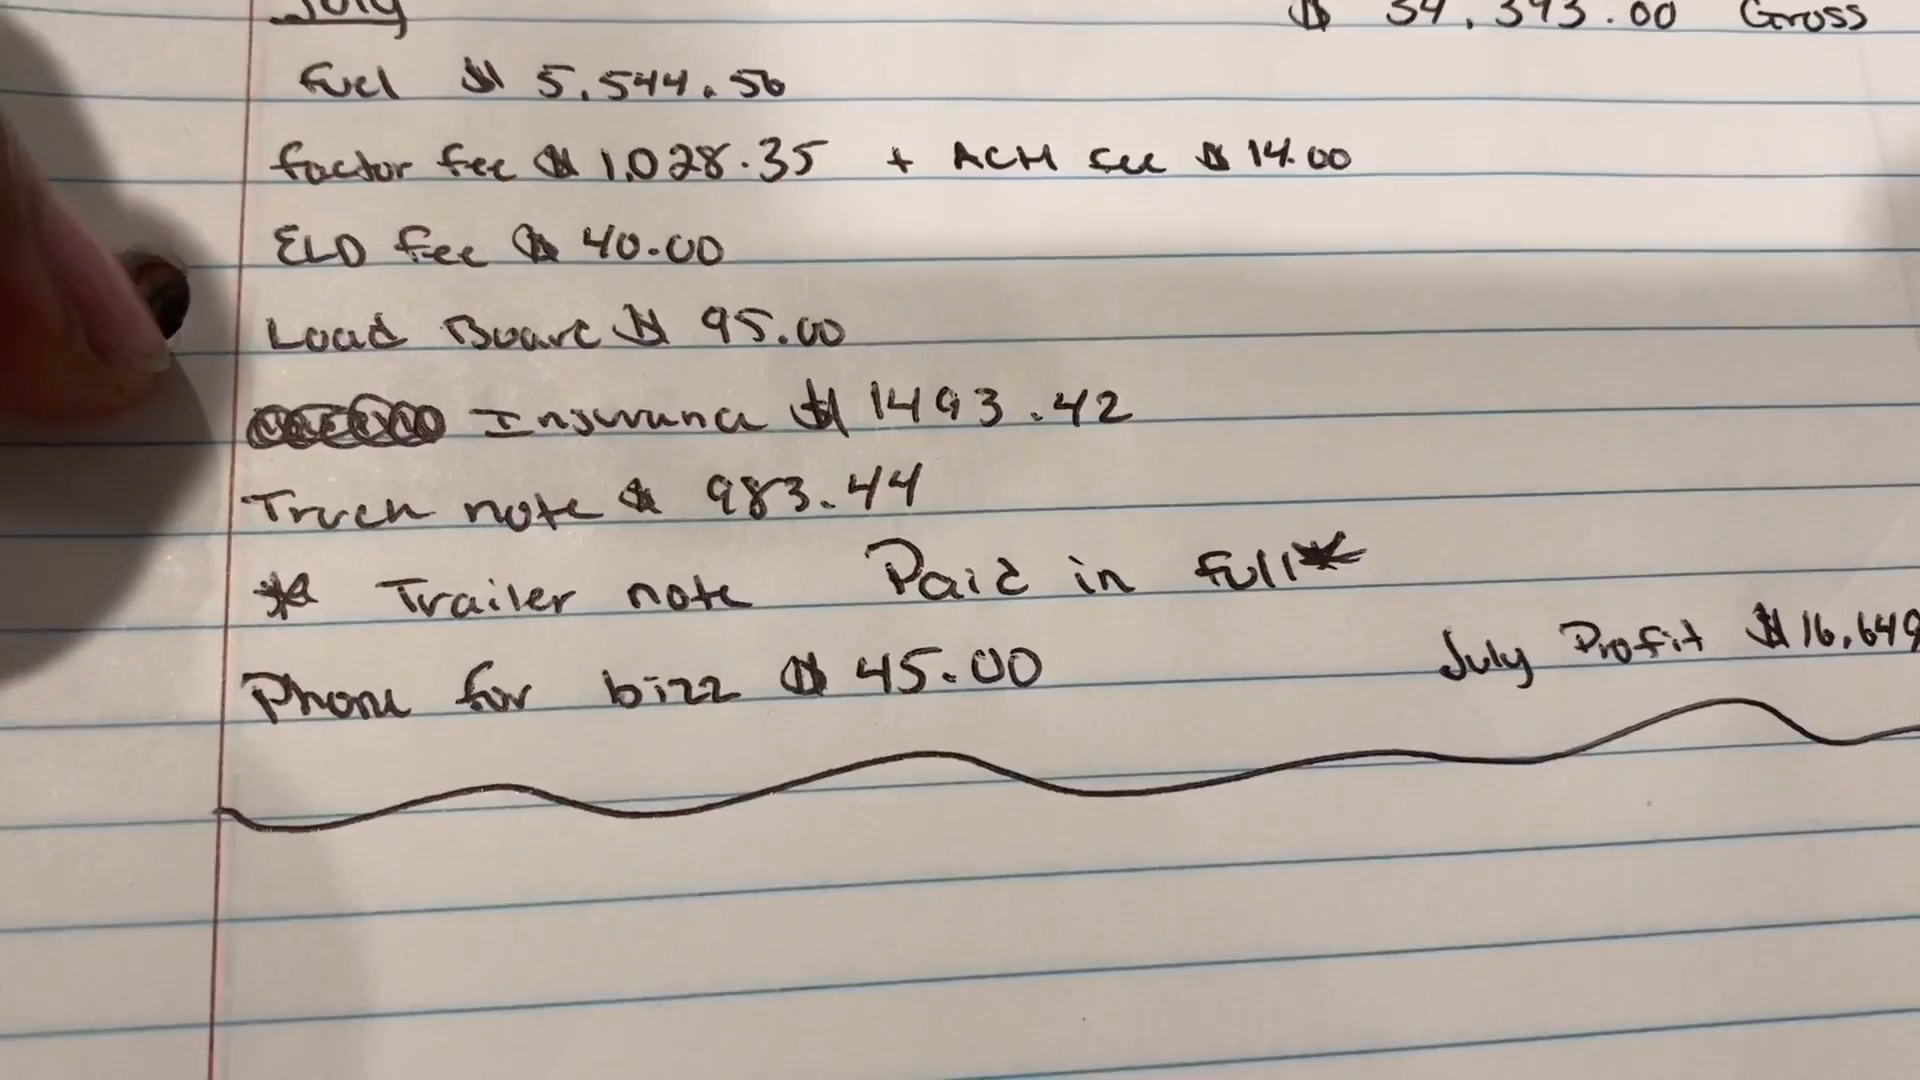 July $ 34,393.00 Gross
Fuel $ 5,544.56
factor fee $ 1,028.35 + ACH fee $ 14.00
ELD fee $ 40.00
Load Board $ 95.00
Insurance $ 1493.42
Truck note $ 983.44
* Trailer note Paid in full*
Phone for bizz $ 45.00
July Profit $ 16,649